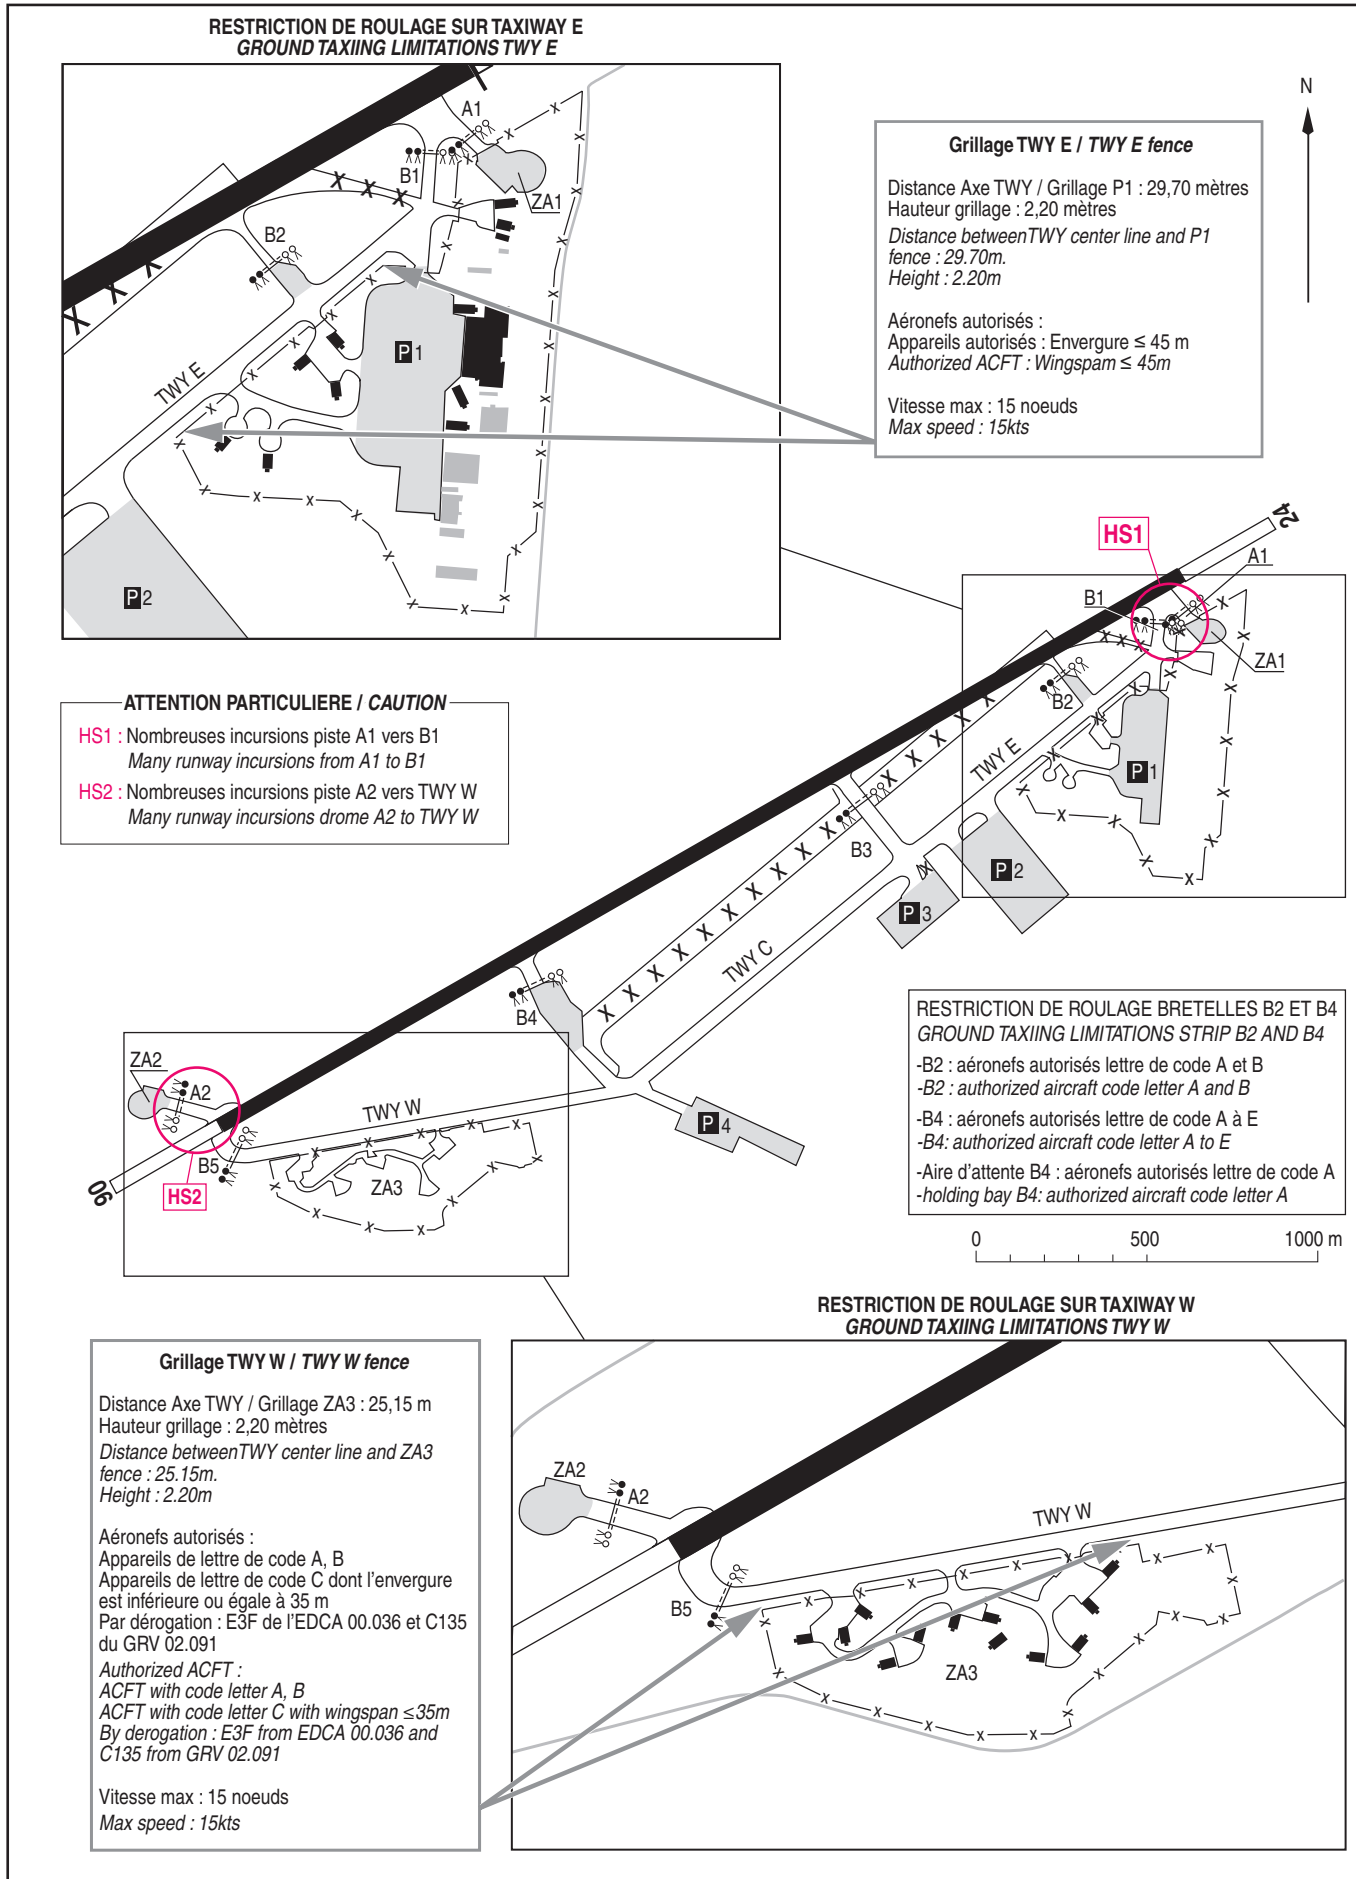 RESTRICTION DE ROULAGE SUR TAXIWAY E
GROUND TAXIING LIMITATIONS TWY E
A1
B1
ZA1
B2
P1
TWY E
P2
N
Grillage TWY E / TWY E fence
Distance Axe TWY / Grillage P1 : 29,70 mètres
Hauteur grillage : 2,20 mètres
Distance betweenTWY center line and P1
fence : 29.70m.
Height : 2.20m
Aéronefs autorisés :
Appareils autorisés : Envergure ≤ 45 m
Authorized ACFT : Wingspam ≤ 45m
Vitesse max : 15 noeuds
Max speed : 15kts
24
HS1
A1
B1
ZA1
B2
TWY E
P1
B3
P2
P3
TWY C
B4
P4
TWY W
ZA2
A2
B5
HS2
ZA3
06
ATTENTION PARTICULIERE / CAUTION
HS1 : Nombreuses incursions piste A1 vers B1
Many runway incursions from A1 to B1
HS2 : Nombreuses incursions piste A2 vers TWY W
Many runway incursions drome A2 to TWY W
RESTRICTION DE ROULAGE BRETELLES B2 ET B4
GROUND TAXIING LIMITATIONS STRIP B2 AND B4
-B2 : aéronefs autorisés lettre de code A et B
-B2 : authorized aircraft code letter A and B
-B4 : aéronefs autorisés lettre de code A à E
-B4: authorized aircraft code letter A to E
-Aire d'attente B4 : aéronefs autorisés lettre de code A
-holding bay B4: authorized aircraft code letter A
0 500 1000 m
RESTRICTION DE ROULAGE SUR TAXIWAY W
GROUND TAXIING LIMITATIONS TWY W
Grillage TWY W / TWY W fence
Distance Axe TWY / Grillage ZA3 : 25,15 m
Hauteur grillage : 2,20 mètres
Distance betweenTWY center line and ZA3
fence : 25.15m.
Height : 2.20m
Aéronefs autorisés :
Appareils de lettre de code A, B
Appareils de lettre de code C dont l'envergure
est inférieure ou égale à 35 m
Par dérogation : E3F de l'EDCA 00.036 et C135
du GRV 02.091
Authorized ACFT :
ACFT with code letter A, B
ACFT with code letter C with wingspan ≤35m
By derogation : E3F from EDCA 00.036 and
C135 from GRV 02.091
Vitesse max : 15 noeuds
Max speed : 15kts
ZA2
A2
TWY W
B5
ZA3